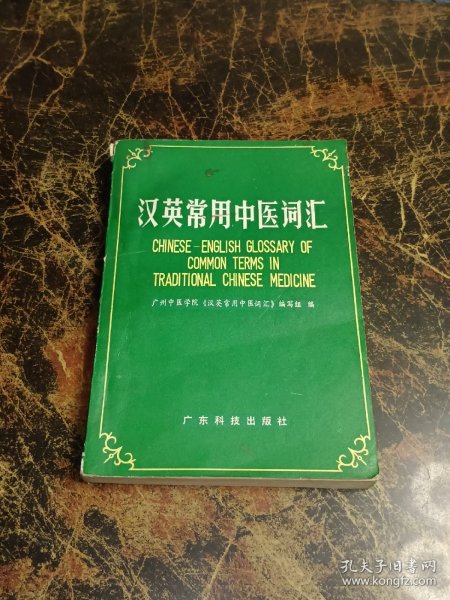 汉英常用中医词汇
CHINESE-ENGLISH GLOSSARY OF
COMMON TERMS IN
TRADITIONAL CHINESE MEDICINE
广州中医学院《汉英常用中医词汇》编写组 编
广东科技出版社
孔夫子旧书网
www.kongfz.com